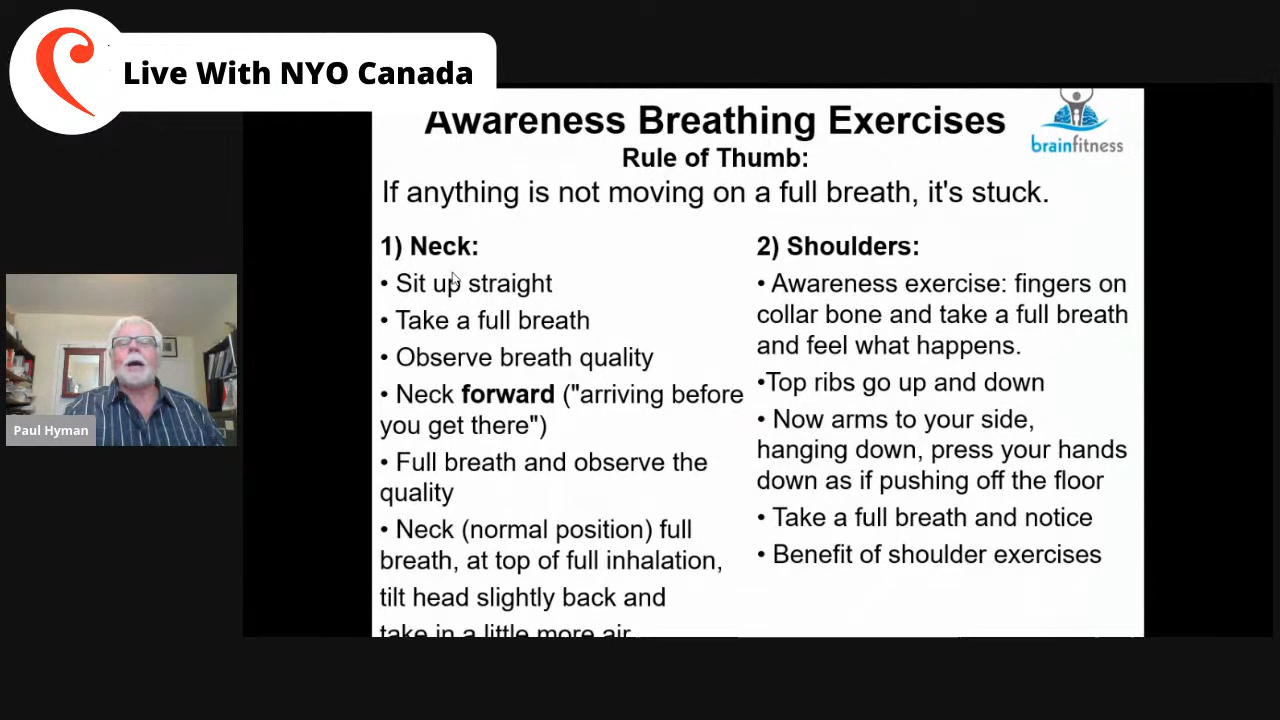 Live With NYO Canada
Awareness Breathing Exercises
brainfitness
Rule of Thumb:
If anything is not moving on a full breath, it's stuck.
1) Neck:
• Sit up straight
• Take a full breath
• Observe breath quality
• Neck forward ("arriving before
you get there")
• Full breath and observe the
quality
• Neck (normal position) full
breath, at top of full inhalation,
tilt head slightly back and
take in a little more air
2) Shoulders:
• Awareness exercise: fingers on
collar bone and take a full breath
and feel what happens.
•Top ribs go up and down
• Now arms to your side,
hanging down, press your hands
down as if pushing off the floor
• Take a full breath and notice
• Benefit of shoulder exercises
Paul Hyman